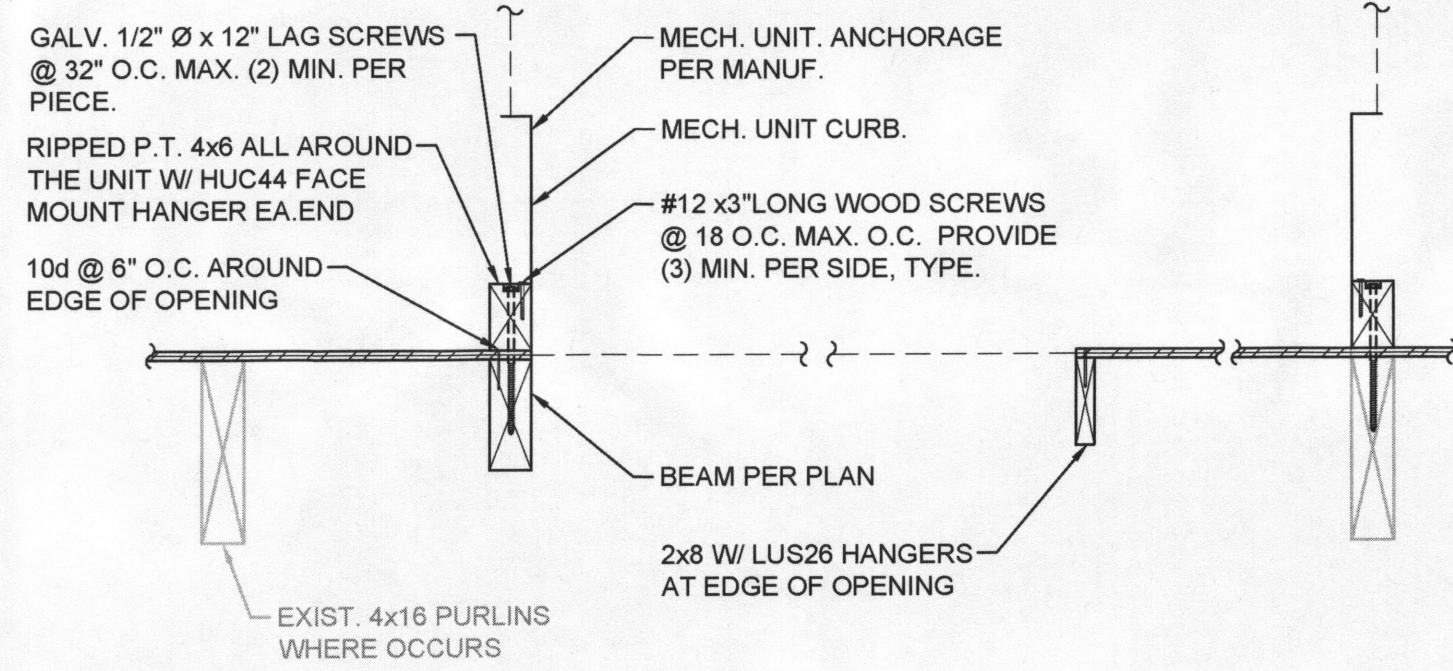 GALV. 1/2" Ø x 12" LAG SCREWS
@ 32" O.C. MAX. (2) MIN. PER
PIECE.
RIPPED P.T. 4x6 ALL AROUND
THE UNIT W/ HUC44 FACE
MOUNT HANGER EA.END
10d @ 6" O.C. AROUND
EDGE OF OPENING
MECH. UNIT. ANCHORAGE
PER MANUF.
MECH. UNIT CURB.
#12 x3"LONG WOOD SCREWS
@ 18 O.C. MAX. O.C. PROVIDE
(3) MIN. PER SIDE, TYPE.
BEAM PER PLAN
2x8 W/ LUS26 HANGERS
AT EDGE OF OPENING
EXIST. 4x16 PURLINS
WHERE OCCURS